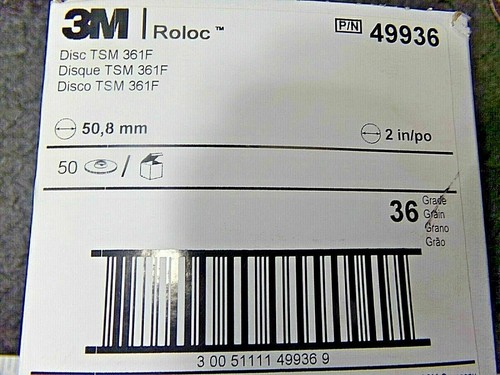 3M Roloc™ P/N 49936
Disc TSM 361F
Disque TSM 361F
Disco TSM 361F
50,8 mm 2 in/po
50 /
36 Grade
Grain
Grano
Grão
3 00 51111 49936 9